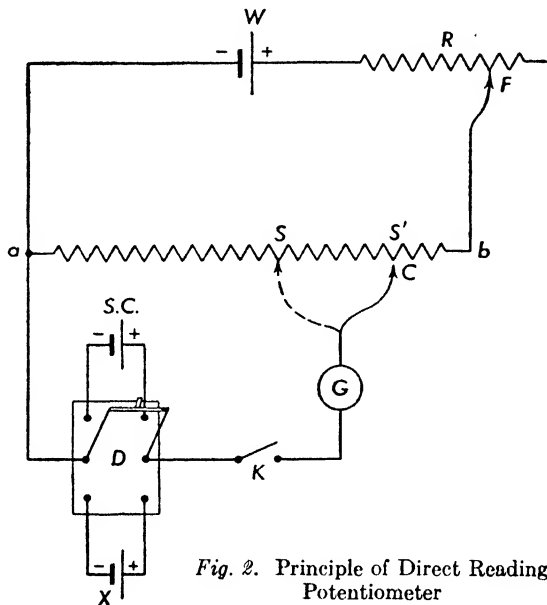 W
- +
R
F
S S'
a b
C
S.C.
- +
G
D
K
- +
X
Fig. 2. Principle of Direct Reading
Potentiometer